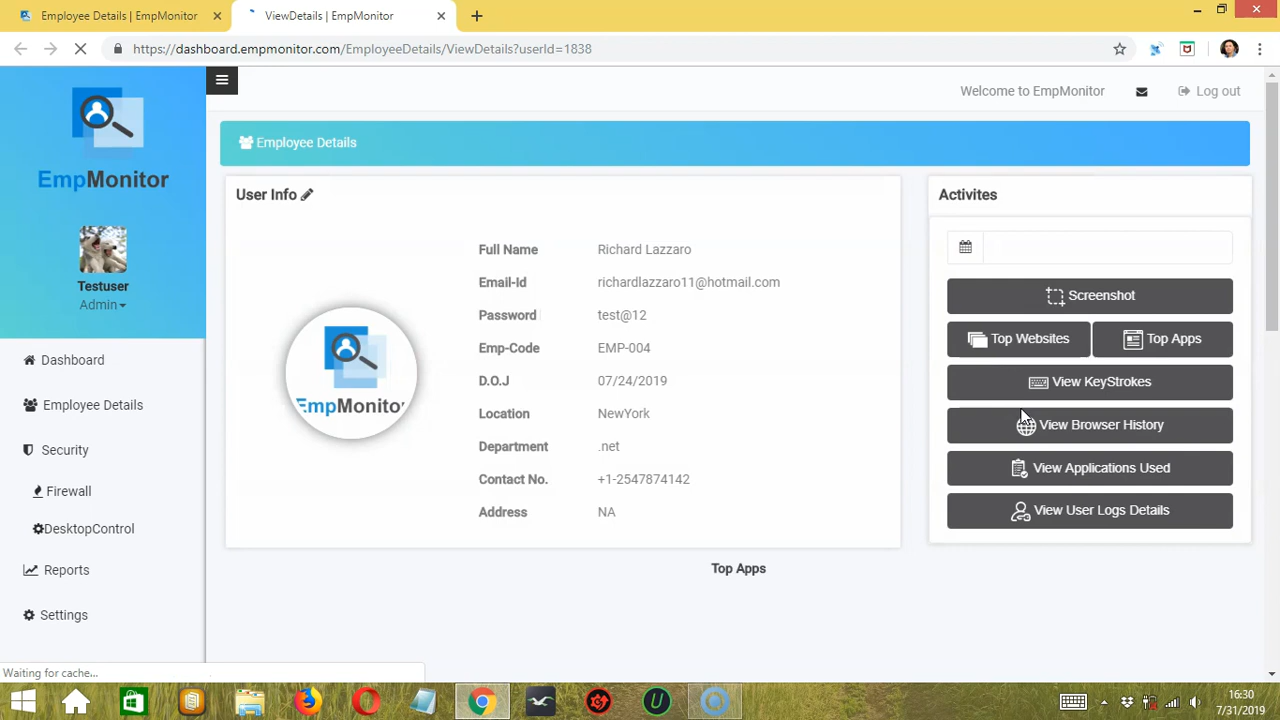 Employee Details | EmpMonitor
ViewDetails | EmpMonitor
https://dashboard.empmonitor.com/EmployeeDetails/ViewDetails?userId=1838
Welcome to EmpMonitor
Log out
EmpMonitor
Testuser
Admin
Dashboard
Employee Details
Security
Firewall
DesktopControl
Reports
Settings
Employee Details
User Info
EmpMonitor
Full Name Richard Lazzaro
Email-Id richardlazzaro11@hotmail.com
Password test@12
Emp-Code EMP-004
D.O.J 07/24/2019
Location NewYork
Department .net
Contact No. +1-2547874142
Address NA
Activites
Screenshot
Top Websites Top Apps
View KeyStrokes
View Browser History
View Applications Used
View User Logs Details
Top Apps
Waiting for cache...
16:30
7/31/2019